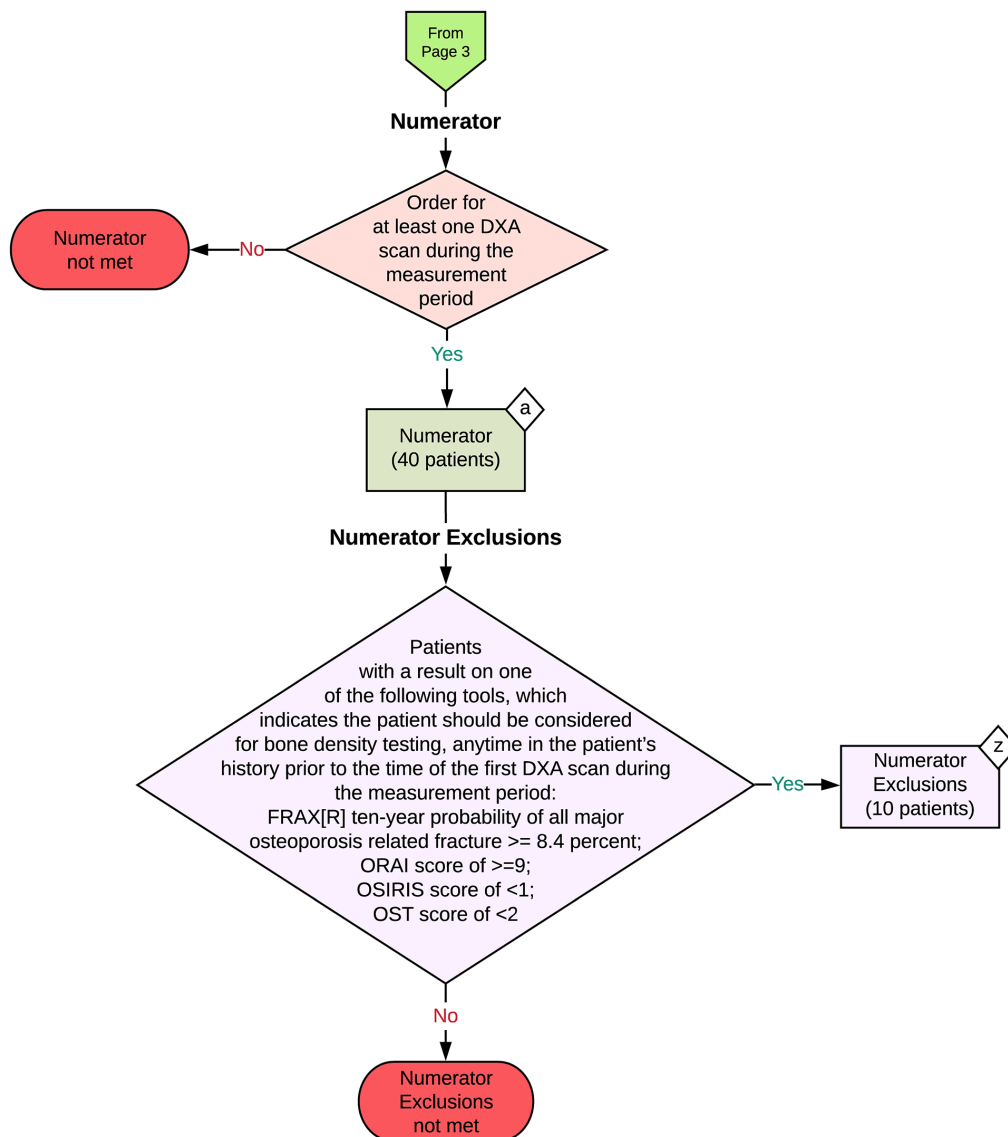 From
Page 3
Numerator
Order for
at least one DXA
scan during the
measurement
period
No
Numerator
not met
Yes
a
Numerator
(40 patients)
Numerator Exclusions
Patients
with a result on one
of the following tools, which
indicates the patient should be considered
for bone density testing, anytime in the patient’s
history prior to the time of the first DXA scan during
the measurement period:
FRAX[R] ten-year probability of all major
osteoporosis related fracture >= 8.4 percent;
ORAI score of >=9;
OSIRIS score of <1;
OST score of <2
Yes
z
Numerator
Exclusions
(10 patients)
No
Numerator
Exclusions
not met